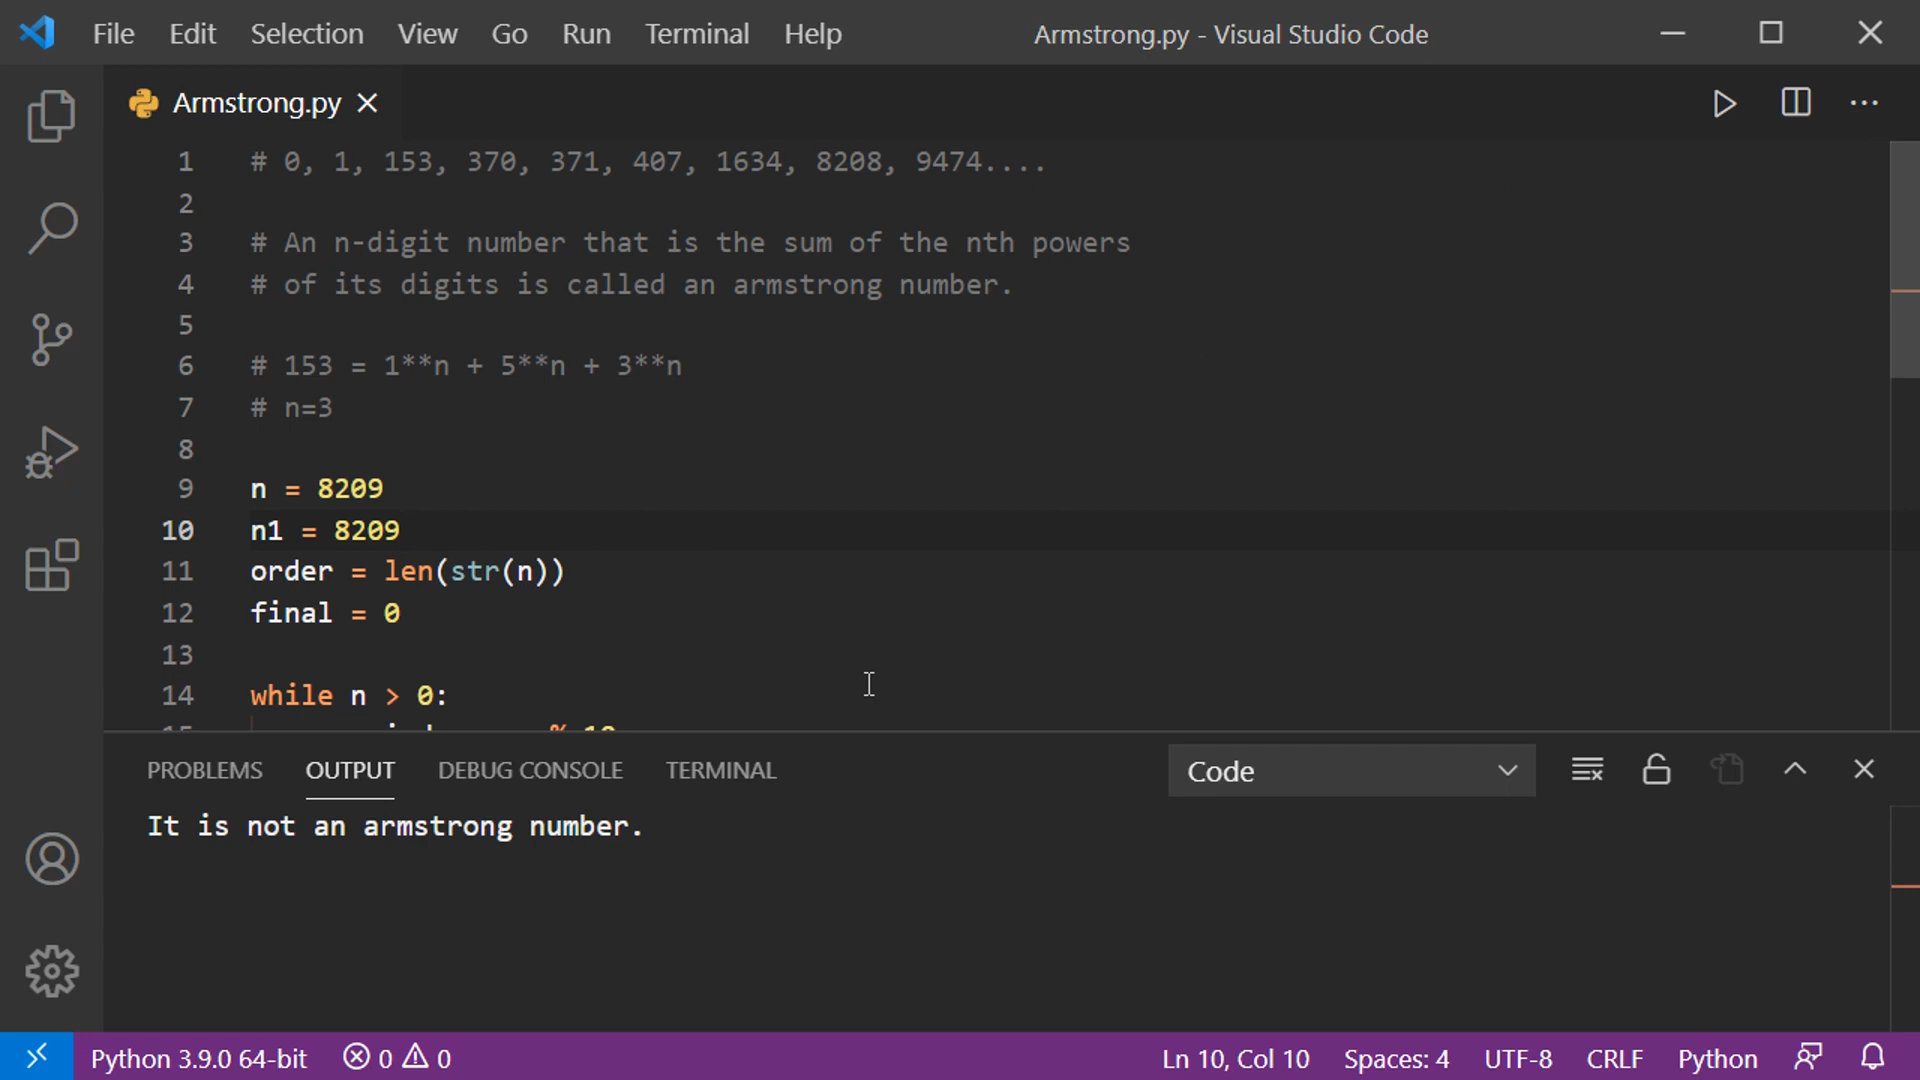 File Edit Selection View Go Run Terminal Help Armstrong.py - Visual Studio Code
Armstrong.py
1 # 0, 1, 153, 370, 371, 407, 1634, 8208, 9474....
2
3 # An n-digit number that is the sum of the nth powers
4 # of its digits is called an armstrong number.
5
6 # 153 = 1**n + 5**n + 3**n
7 # n=3
8
9 n = 8209
10 n1 = 8209
11 order = len(str(n))
12 final = 0
13
14 while n > 0:
PROBLEMS OUTPUT DEBUG CONSOLE TERMINAL Code
It is not an armstrong number.
Python 3.9.0 64-bit 0 0 Ln 10, Col 10 Spaces: 4 UTF-8 CRLF Python